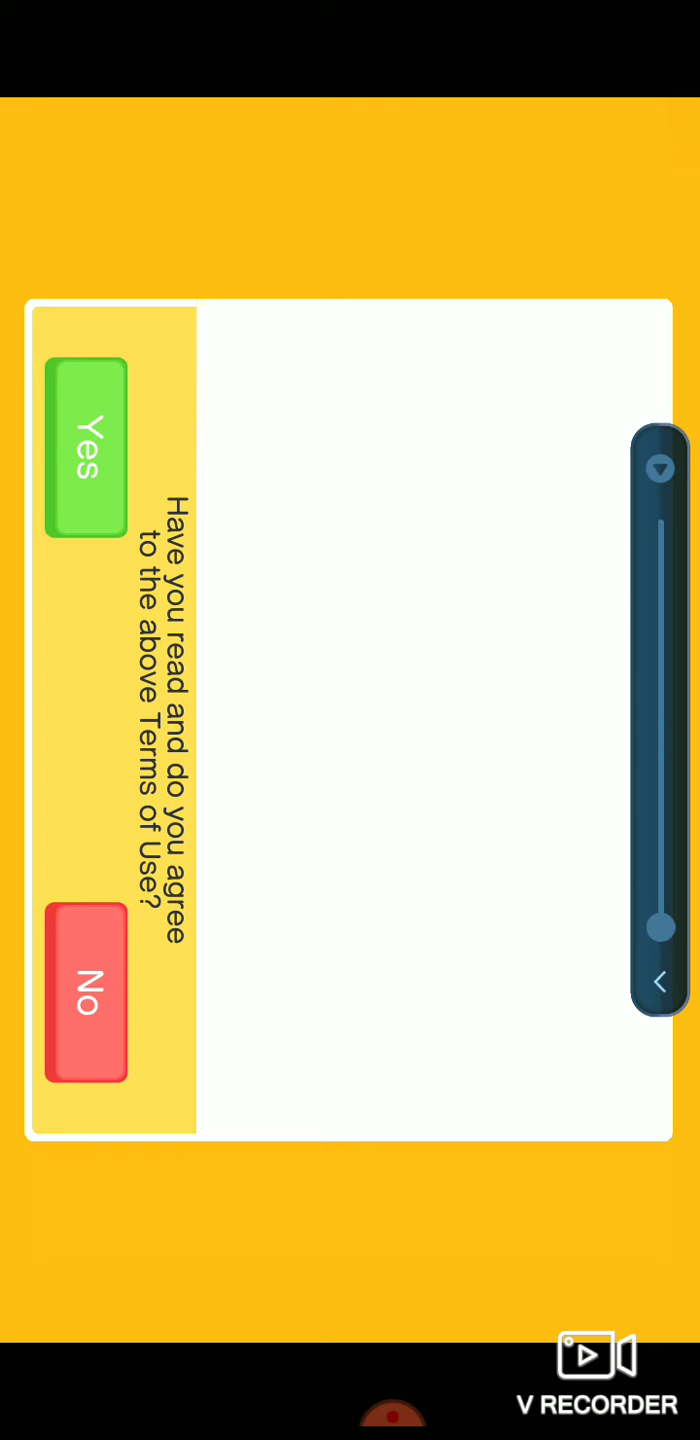 Have you read and do you agree
to the above Terms of Use?
Yes
No
V RECORDER